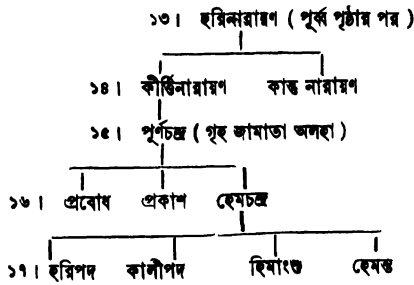 ১৩। হরিনারায়ণ ( পূর্ব্ব পৃষ্ঠার পর )
১৪। কীর্ত্তিনারায়ণ কান্ত নারায়ণ
১৫। পূর্ণচন্দ্র ( গৃহ জামাতা অলহা )
১৬। প্রবোধ প্রকাশ হেমচন্দ্র
১৭। হরিপদ কালীপদ হিমাংশু হেমন্ত